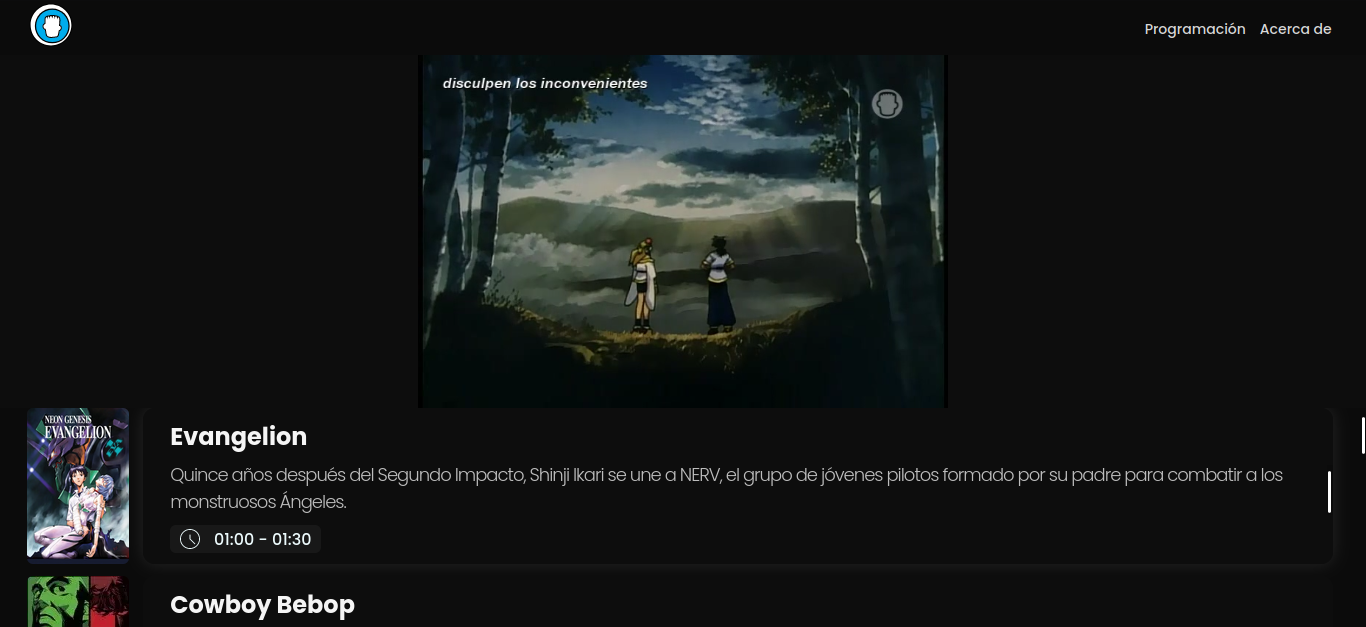 Programación Acerca de
disculpen los inconvenientes
NEON GENESIS
EVANGELION
Evangelion
Quince años después del Segundo Impacto, Shinji Ikari se une a NERV, el grupo de jóvenes pilotos formado por su padre para combatir a los
monstruosos Ángeles.
01:00 - 01:30
Cowboy Bebop